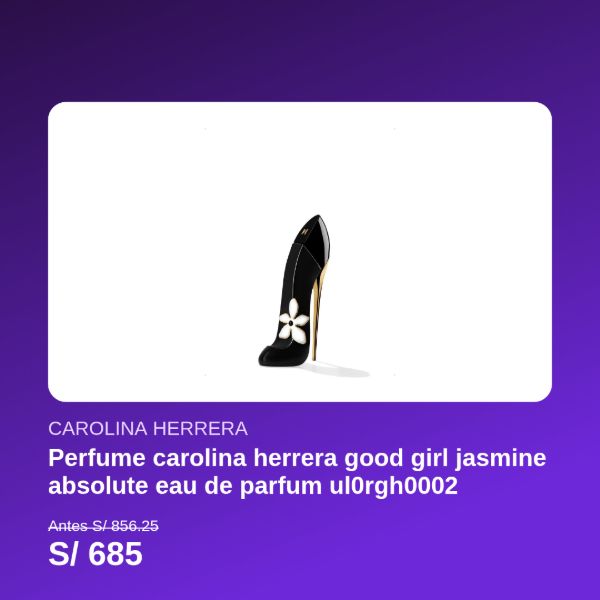 CAROLINA HERRERA
Perfume carolina herrera good girl jasmine
absolute eau de parfum ul0rgh0002
Antes S/ 856.25
S/ 685